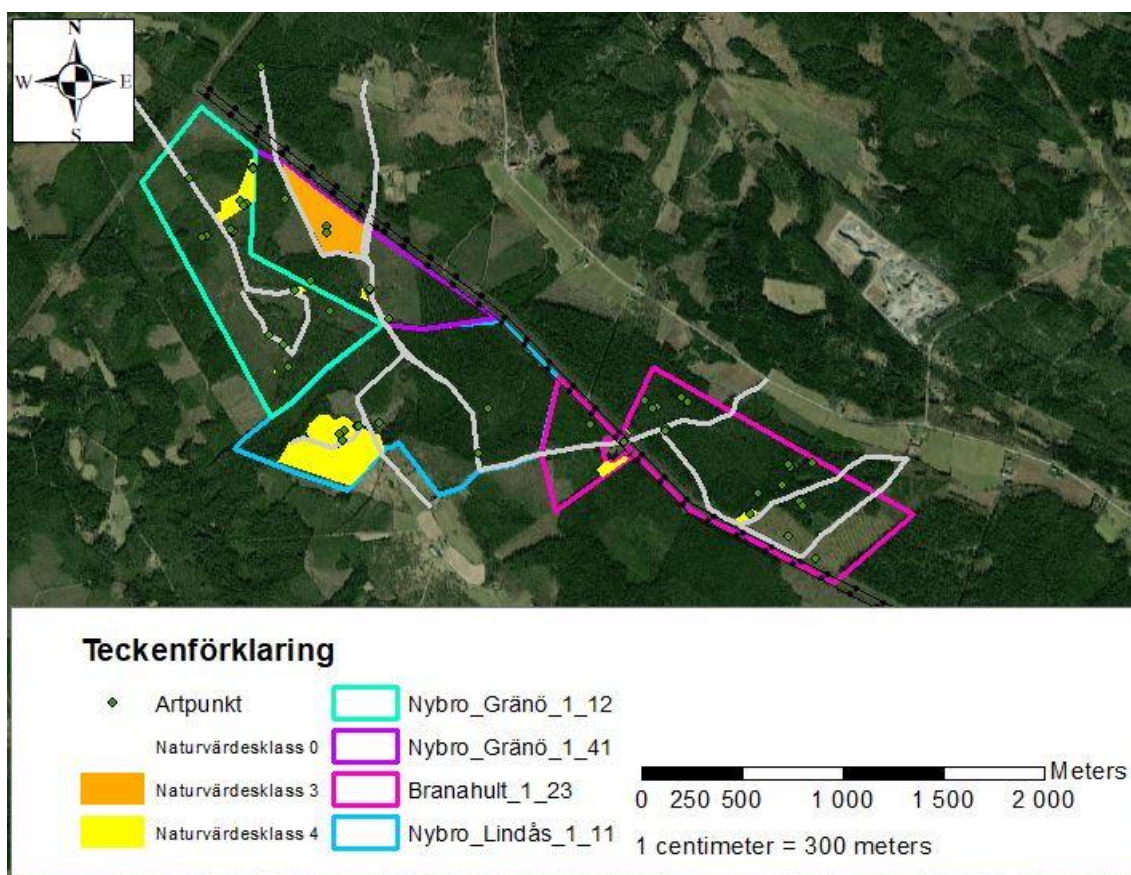 N
W E
S
Teckenförklaring
Artpunkt
Naturvärdesklass 0
Naturvärdesklass 3
Naturvärdesklass 4
Nybro_Gränö_1_12
Nybro_Gränö_1_41
Branahult_1_23
Nybro_Lindås_1_11
Meters
0 250 500 1 000 1 500 2 000
1 centimeter = 300 meters